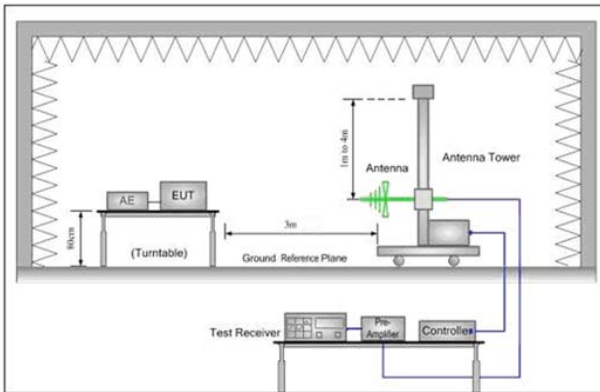 1m to 4m
Antenna
Antenna Tower
AE
EUT
80cm
(Turntable)
3m
Ground Reference Plane
Test Receiver
Pre-
Amplifier
Controller